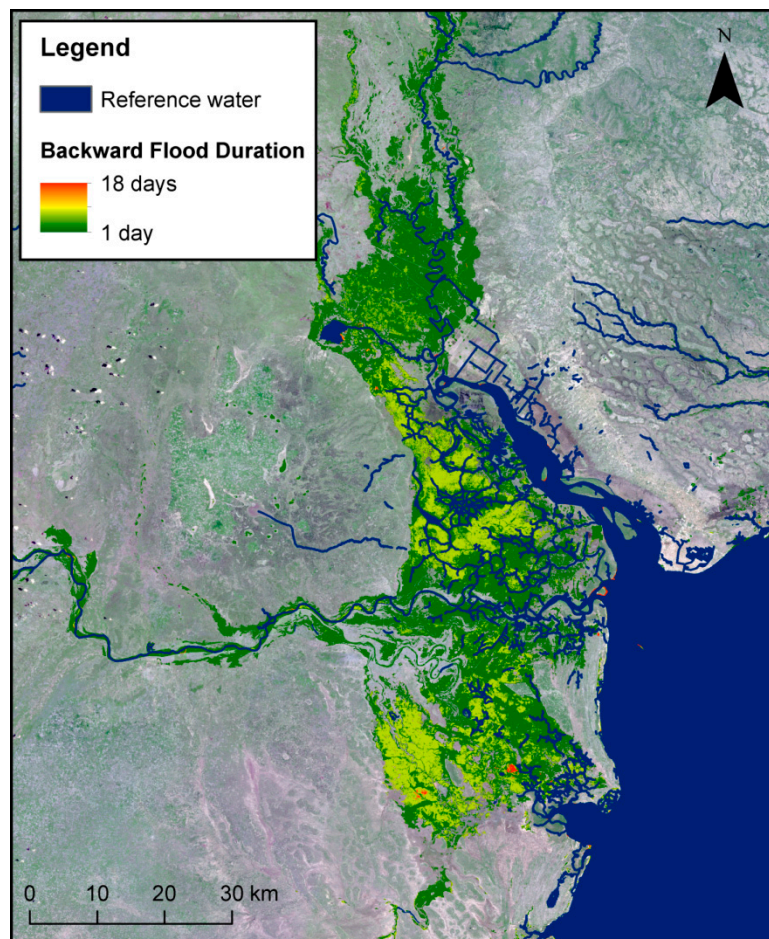 Legend
Reference water
Backward Flood Duration
18 days
1 day
N
0 10 20 30 km